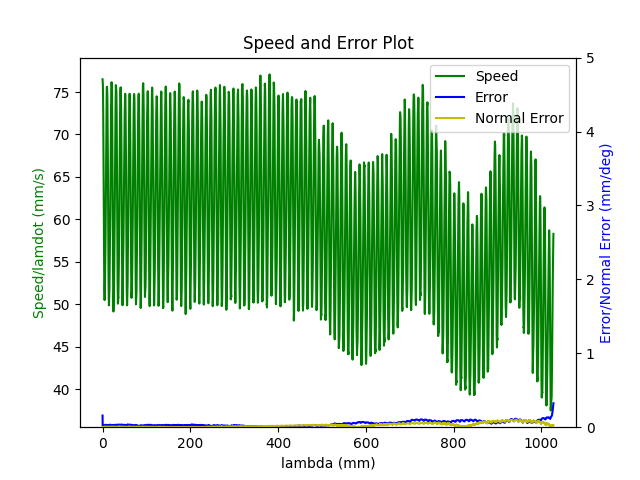 Speed and Error Plot
Speed
Error
Normal Error
Speed/lamdot (mm/s)
75
70
65
60
55
50
45
40
5
4
3
2
1
0
Error/Normal Error (mm/deg)
0
200
400
600
800
1000
lambda (mm)